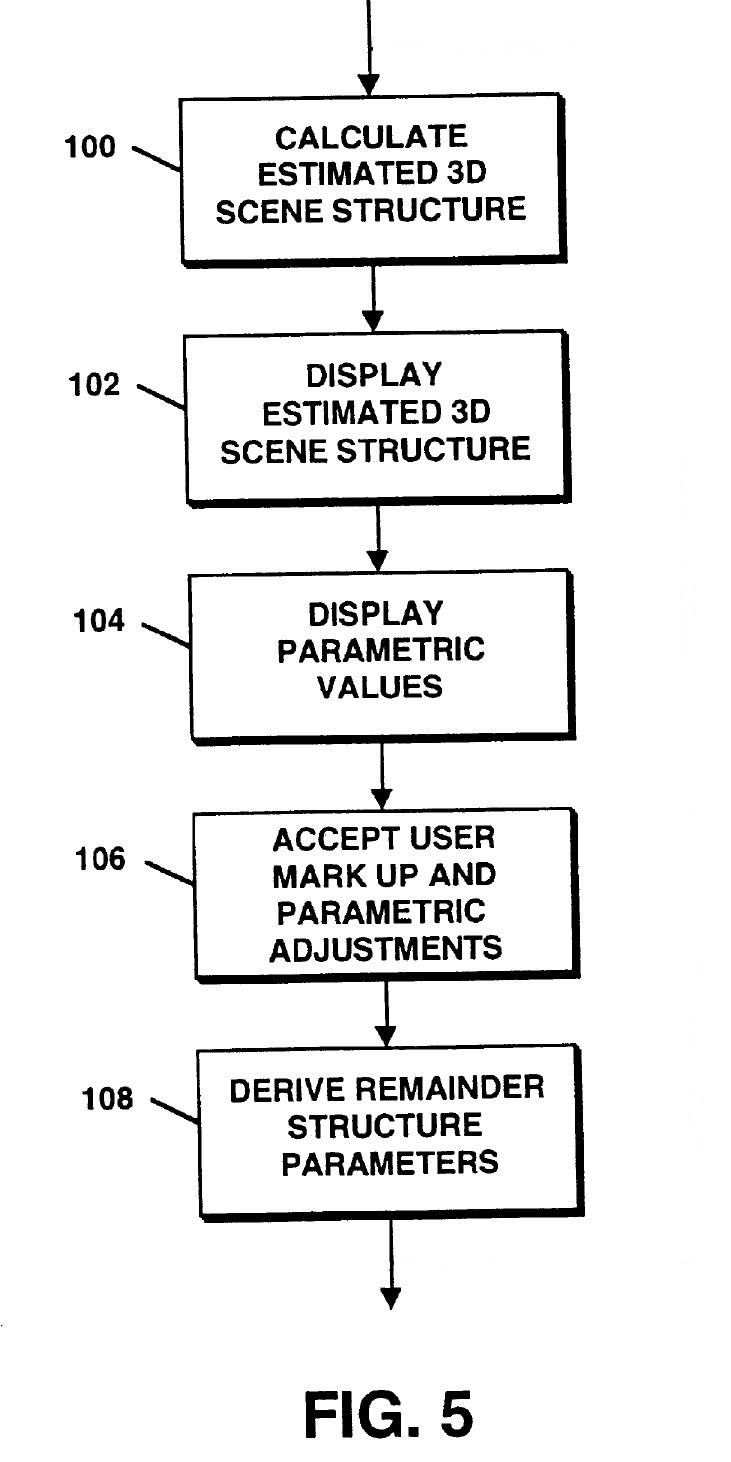 100
CALCULATE
ESTIMATED 3D
SCENE STRUCTURE
102
DISPLAY
ESTIMATED 3D
SCENE STRUCTURE
104
DISPLAY
PARAMETRIC
VALUES
106
ACCEPT USER
MARK UP AND
PARAMETRIC
ADJUSTMENTS
108
DERIVE REMAINDER
STRUCTURE
PARAMETERS
FIG. 5